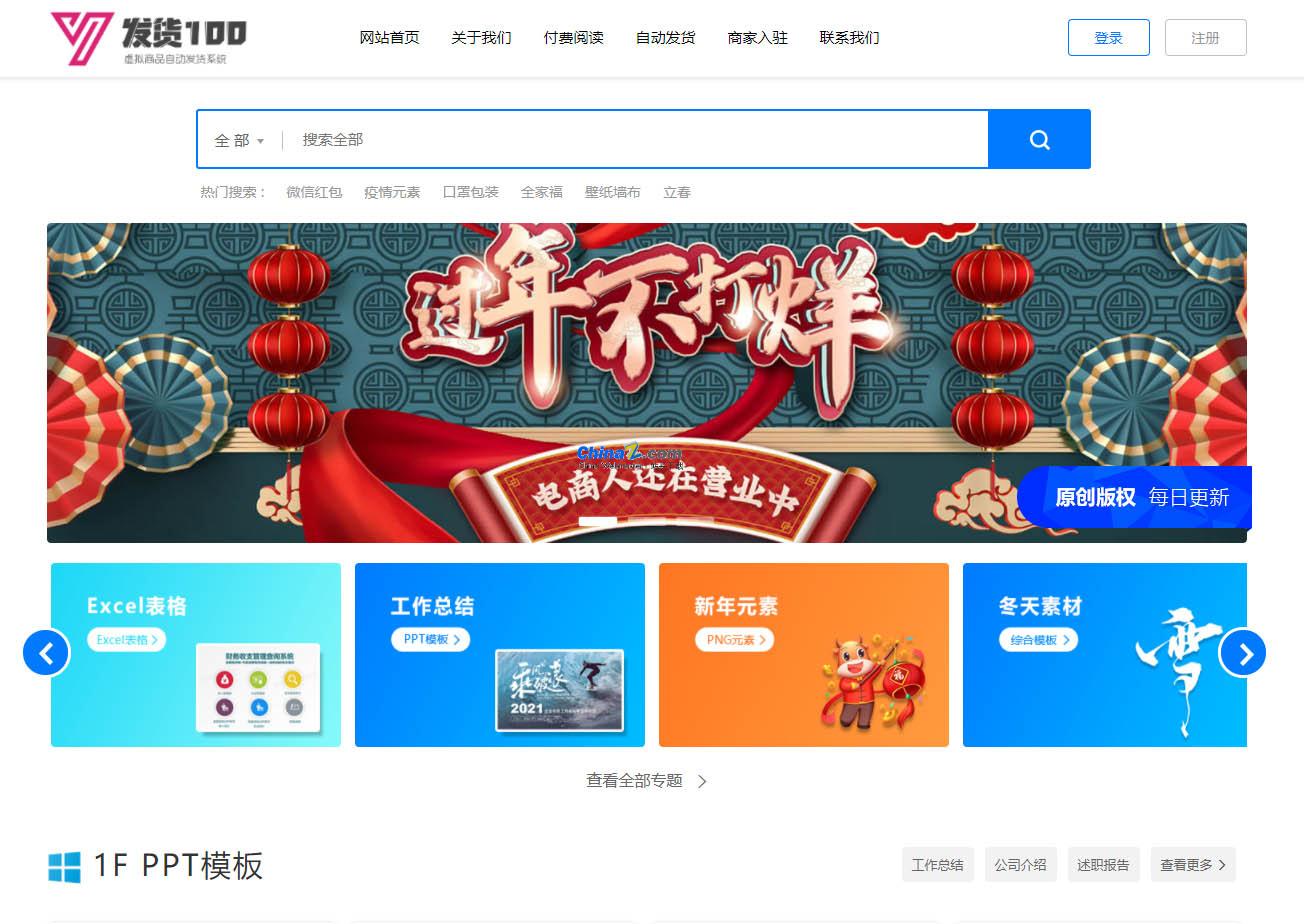 发货100
虚拟商品自动发货系统
网站首页 关于我们 付费阅读 自动发货 商家入驻 联系我们
登录 注册
全部 搜索全部
热门搜索: 微信红包 疫情元素 口罩包装 全家福 壁纸墙布 立春
过年不打烊
ChinaZ.com
电商人还在营业中
原创版权 每日更新
Excel表格
Excel表格
财务收支管理查询系统
工作总结
PPT模板
乘风破浪
2021
新年元素
PNG元素
福
冬天素材
综合模板
雪
查看全部专题
1F PPT模板
工作总结 公司介绍 述职报告 查看更多